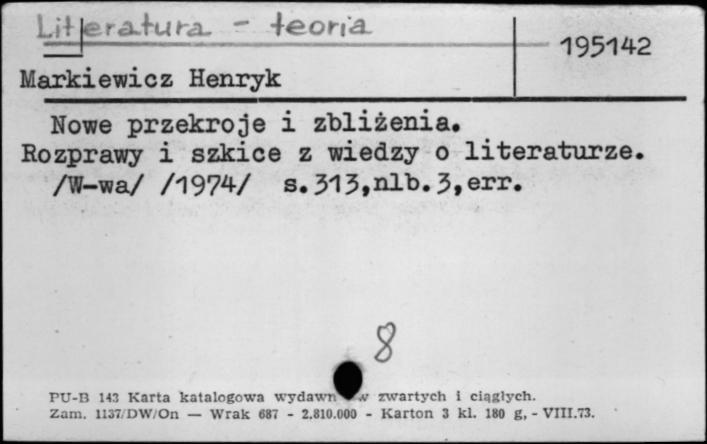 Literatura - teoria
195142
Markiewicz Henryk
Nowe przekroje i zbliżenia.
Rozprawy i szkice z wiedzy o literaturze.
/W-wa/ /1974/ s.313,nlb.3,err.
8
PU-B 143 Karta katalogowa wydawn w zwartych i ciągłych.
Zam. 1137/DW/On — Wrak 687 - 2.810.000 - Karton 3 kl. 180 g, - VIII.73.